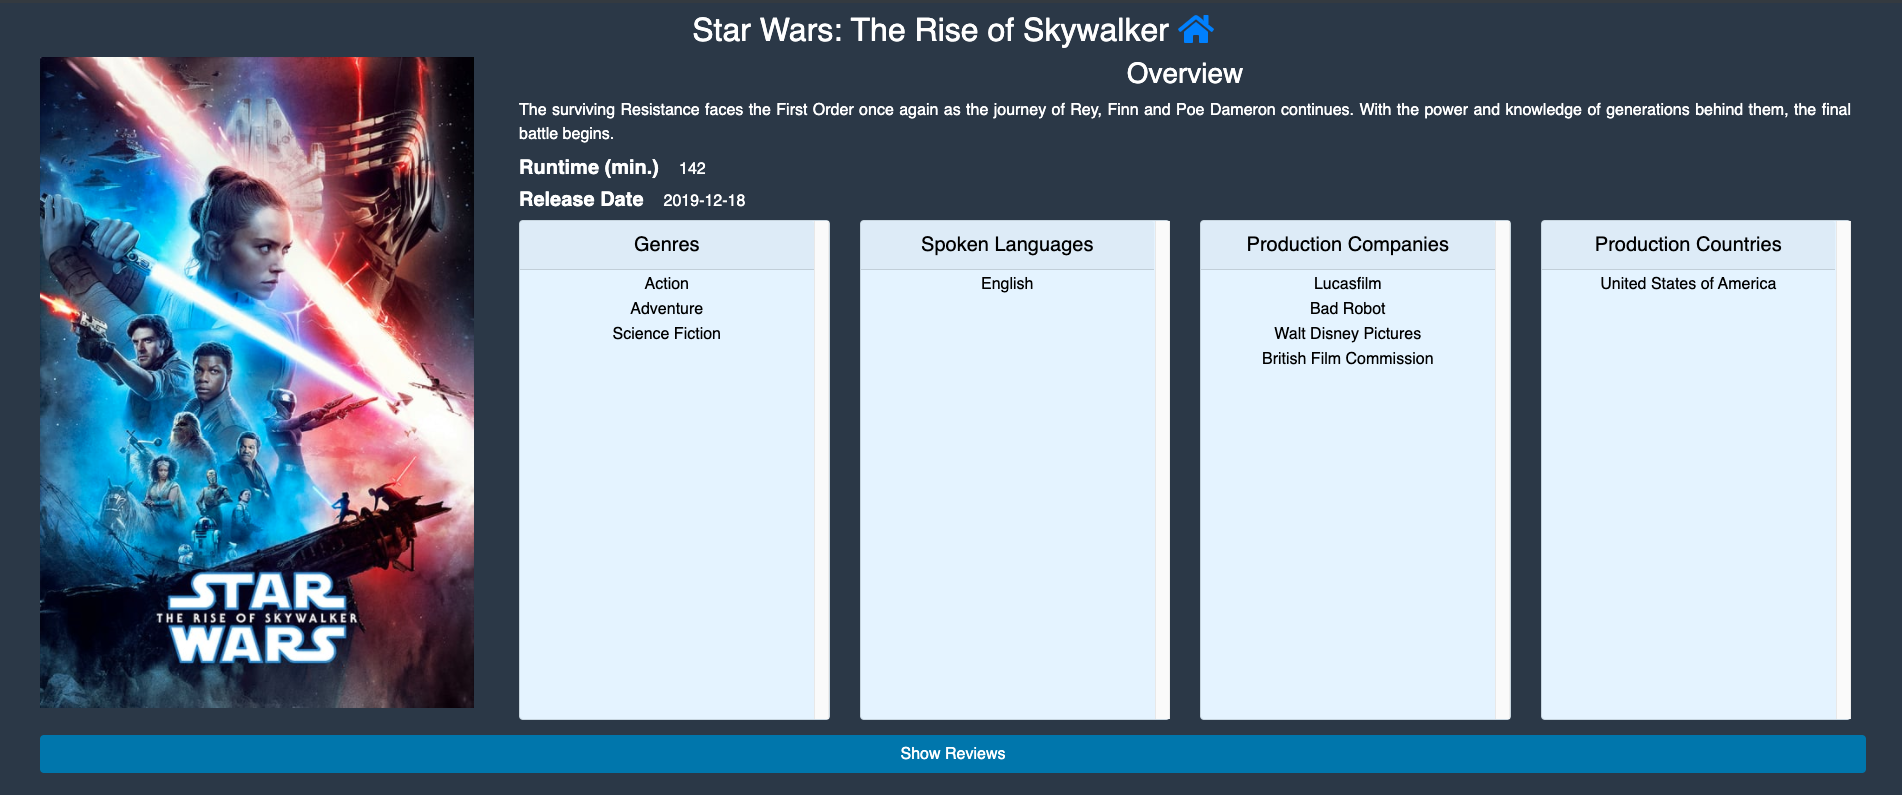 Star Wars: The Rise of Skywalker
STAR
THE RISE OF SKYWALKER
WARS
Overview
The surviving Resistance faces the First Order once again as the journey of Rey, Finn and Poe Dameron continues. With the power and knowledge of generations behind them, the final
battle begins.
Runtime (min.) 142
Release Date 2019-12-18
Genres
Action
Adventure
Science Fiction
Spoken Languages
English
Production Companies
Lucasfilm
Bad Robot
Walt Disney Pictures
British Film Commission
Production Countries
United States of America
Show Reviews